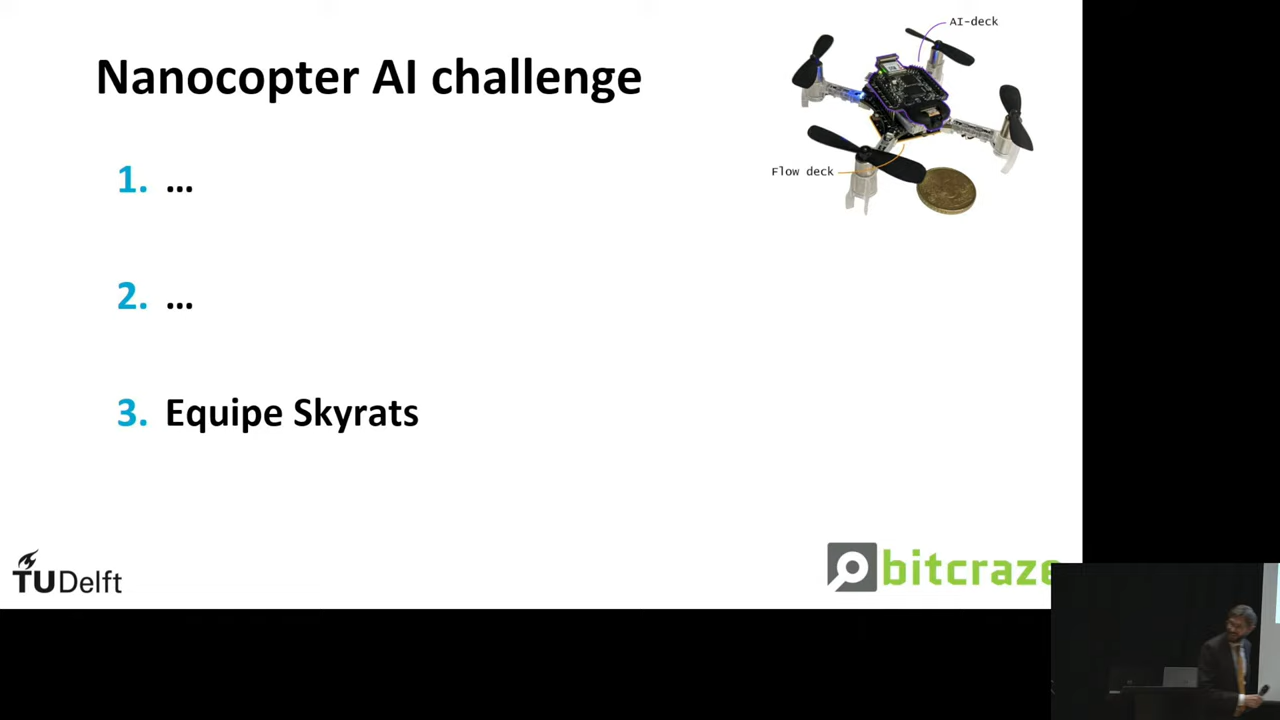 Nanocopter AI challenge
AI-deck
Flow deck
1. ...
2. ...
3. Equipe Skyrats
TUDelft
bitcraze